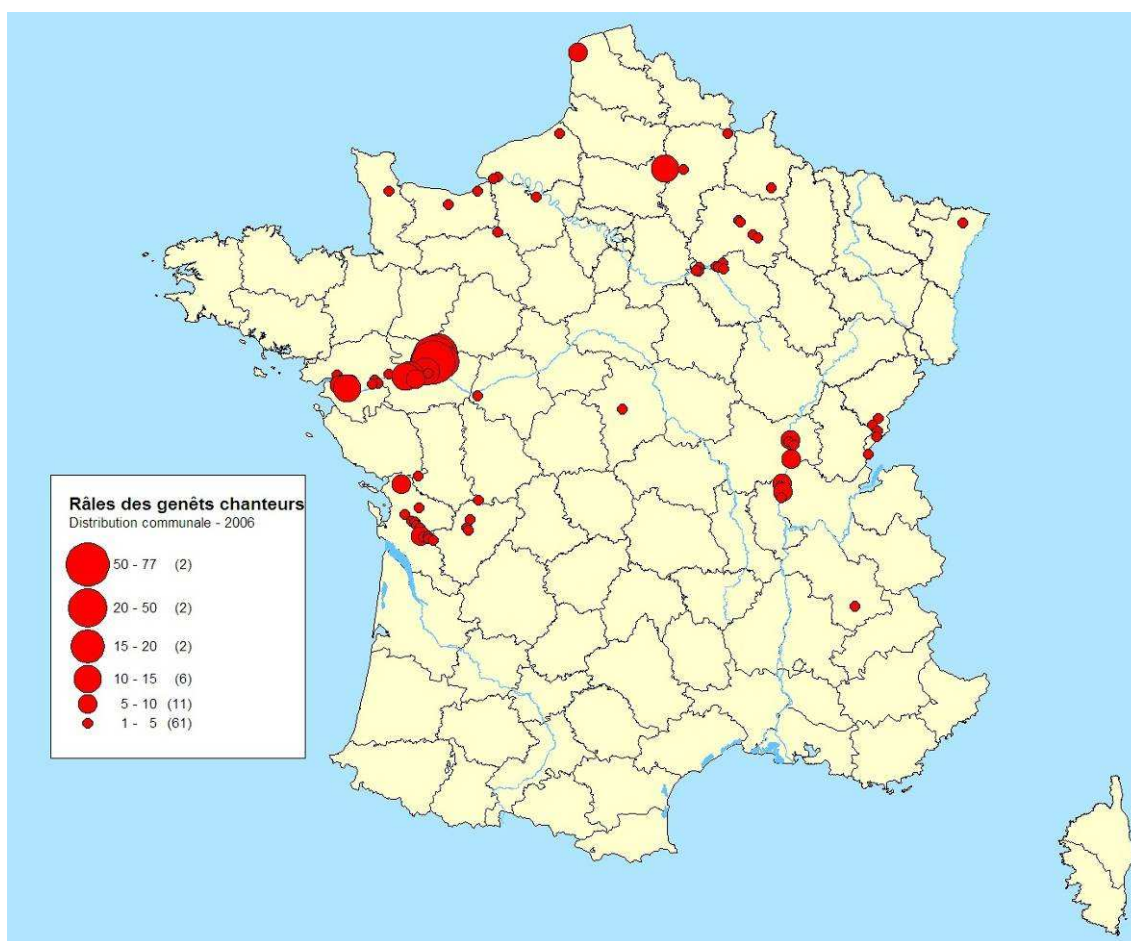 Râles des genêts chanteurs
Distribution communale - 2006
50 - 77 (2)
20 - 50 (2)
15 - 20 (2)
10 - 15 (6)
5 - 10 (11)
1 - 5 (61)